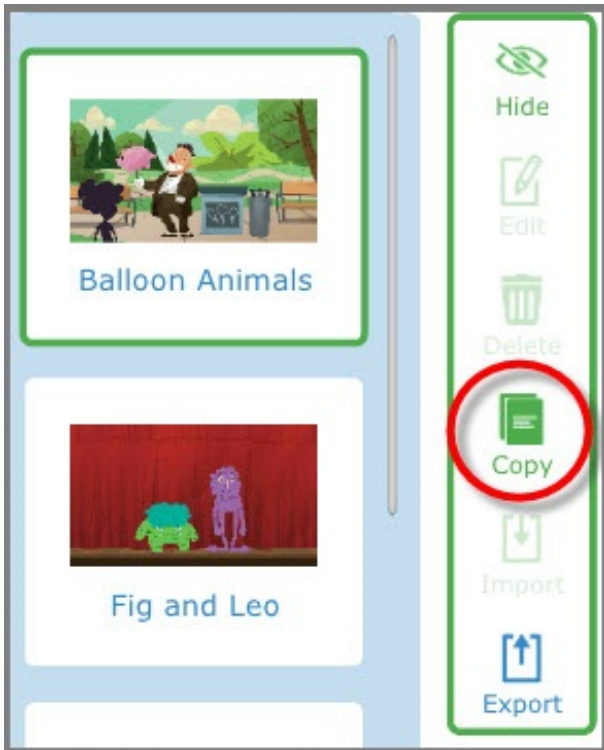 Balloon Animals
Fig and Leo
Hide
Edit
Delete
Copy
Import
Export